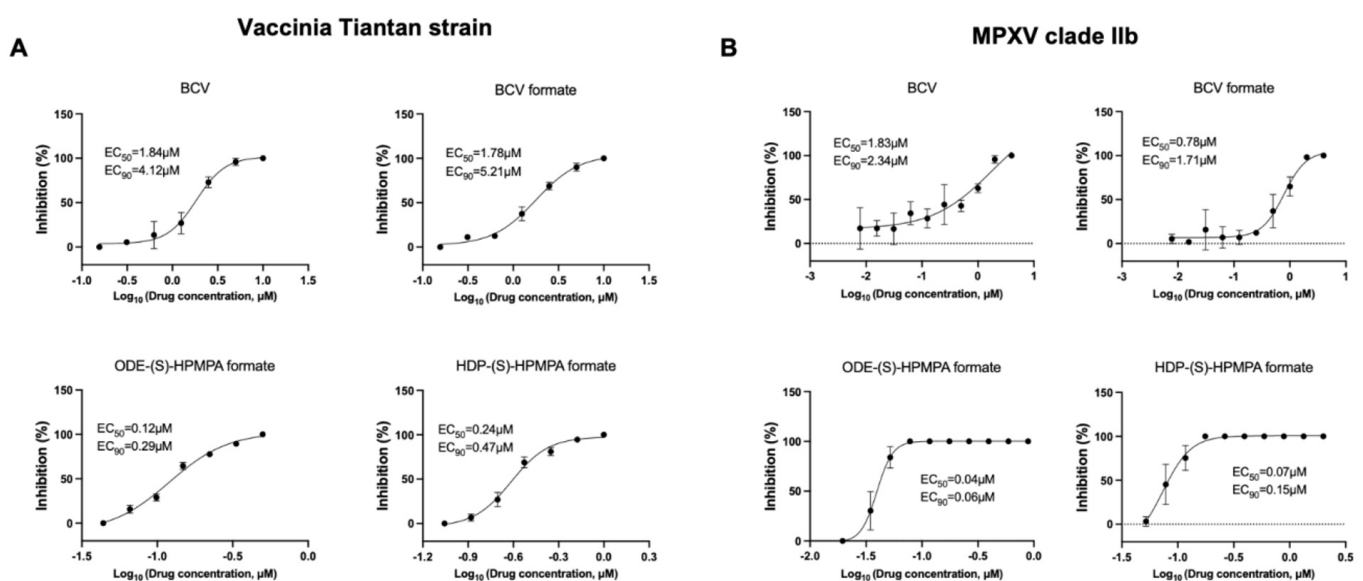 Vaccinia Tiantan strain
A
BCV
EC50=1.84μM
EC90=4.12μM
Inhibition (%)
150
100
50
0
-1.0
-0.5
0.0
0.5
1.0
1.5
Log10 (Drug concentration, μM)
BCV formate
EC50=1.78μM
EC90=5.21μM
Inhibition (%)
150
100
50
0
-1.0
-0.5
0.0
0.5
1.0
1.5
Log10 (Drug concentration, μM)
ODE-(S)-HPMPA formate
EC50=0.12μM
EC90=0.29μM
Inhibition (%)
150
100
50
0
-1.5
-1.0
-0.5
0.0
Log10 (Drug concentration, μM)
HDP-(S)-HPMPA formate
EC50=0.24μM
EC90=0.47μM
Inhibition (%)
150
100
50
0
-1.2
-0.9
-0.6
-0.3
0.0
0.3
Log10 (Drug concentration, μM)
MPXV clade IIb
B
BCV
EC50=1.83μM
EC90=2.34μM
Inhibition (%)
150
100
50
0
-3
-2
-1
0
1
Log10 (Drug concentration, μM)
BCV formate
EC50=0.78μM
EC90=1.71μM
Inhibition (%)
150
100
50
0
-3
-2
-1
0
1
Log10 (Drug concentration, μM)
ODE-(S)-HPMPA formate
EC50=0.04μM
EC90=0.06μM
Inhibition (%)
150
100
50
0
-2.0
-1.5
-1.0
-0.5
0.0
Log10 (Drug concentration, μM)
HDP-(S)-HPMPA formate
EC50=0.07μM
EC90=0.15μM
Inhibition (%)
150
100
50
0
-1.5
-1.0
-0.5
0.0
0.5
Log10 (Drug concentration, μM)